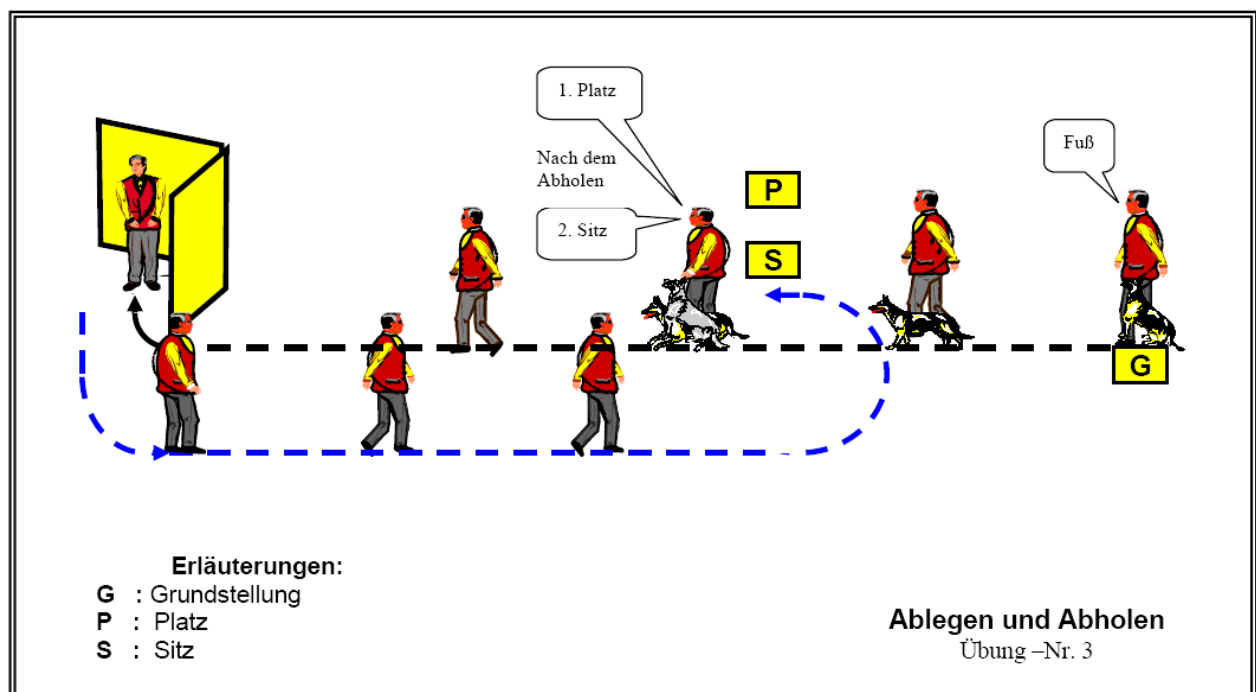 1. Platz
Nach dem
Abholen
2. Sitz
P
S
Fuß
G
Erläuterungen:
G : Grundstellung
P : Platz
S : Sitz
Ablegen und Abholen
Übung –Nr. 3